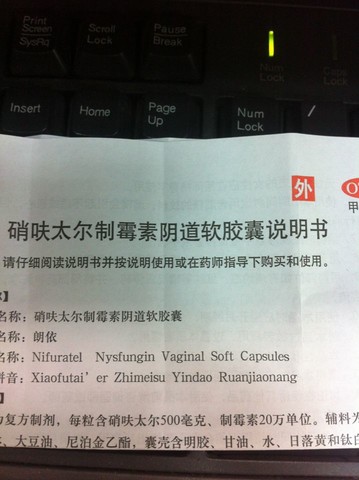 Print
Screen
SysRq
Scroll
Lock
Pause
Break
Num
Lock
Caps
Lock
Insert
Home
Page
Up
Num
Lock
/
外
甲
硝呋太尔制霉素阴道软胶囊说明书
请仔细阅读说明书并按说明使用或在药师指导下购买和使用。
】
名称：硝呋太尔制霉素阴道软胶囊
名称：朗依
名称：Nifuratel Nysfungin Vaginal Soft Capsules
拼音：Xiaofutai'er Zhimeisu Yindao Ruanjiaonang
复方制剂，每粒含硝呋太尔500毫克、制霉素20万单位。辅料为
、大豆油、尼泊金乙酯，囊壳含明胶、甘油、水、日落黄和钛白